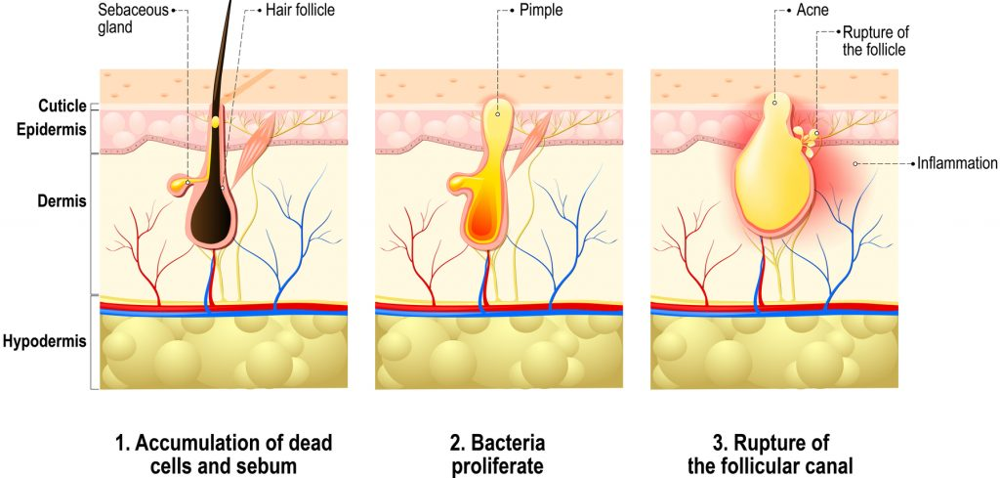 Sebaceous
gland
Hair follicle
Pimple
Acne
Rupture of
the follicle
Cuticle
Epidermis
Inflammation
Dermis
Hypodermis
1. Accumulation of dead
cells and sebum
2. Bacteria
proliferate
3. Rupture of
the follicular canal